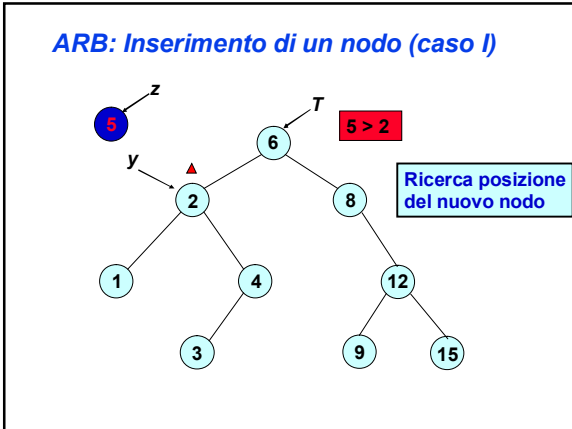 ARB: Inserimento di un nodo (caso I)
z
5
T
5 > 2
6
y
Ricerca posizione
del nuovo nodo
2
8
1
4
12
3
9
15